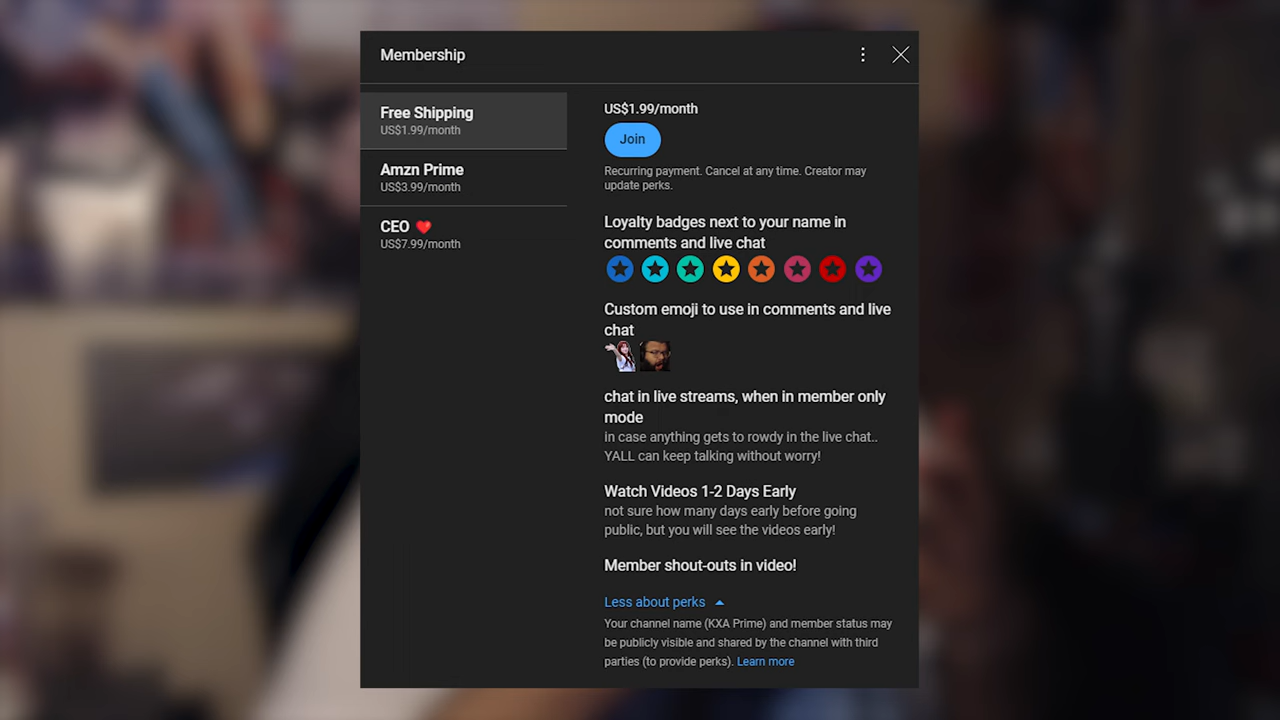 Membership
Free Shipping
US$1.99/month
Amzn Prime
US$3.99/month
CEO ❤️
US$7.99/month
US$1.99/month
Join
Recurring payment. Cancel at any time. Creator may
update perks.
Loyalty badges next to your name in
comments and live chat
Custom emoji to use in comments and live
chat
chat in live streams, when in member only
mode
in case anything gets to rowdy in the live chat..
YALL can keep talking without worry!
Watch Videos 1-2 Days Early
not sure how many days early before going
public, but you will see the videos early!
Member shout-outs in video!
Less about perks
Your channel name (KXA Prime) and member status may
be publicly visible and shared by the channel with third
parties (to provide perks). Learn more